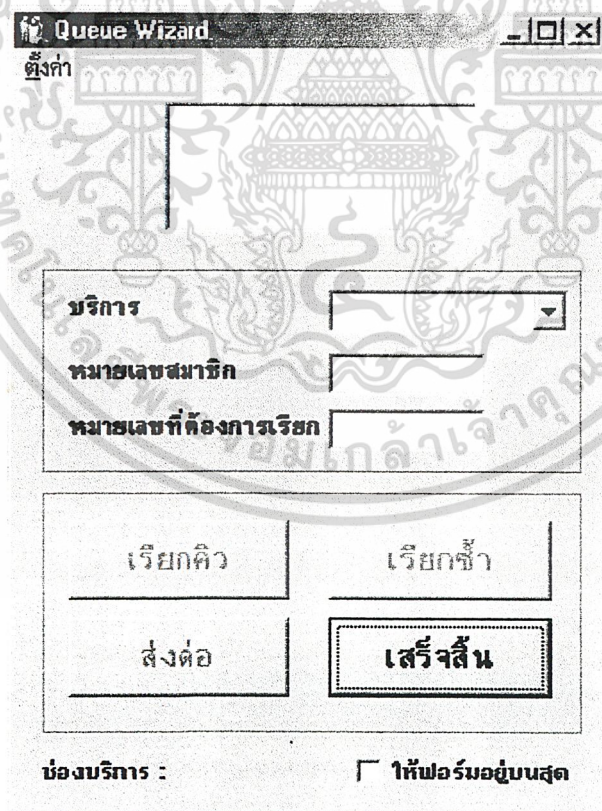 Queue Wizard
ตั้งค่า
บริการ
หมายเลขสมาชิก
หมายเลขที่ต้องการเรียก
เรียกคิว
เรียกซ้ำ
ส่งต่อ
เสร็จสิ้น
ช่องบริการ :
ให้ฟอร์มอยู่บนสุด